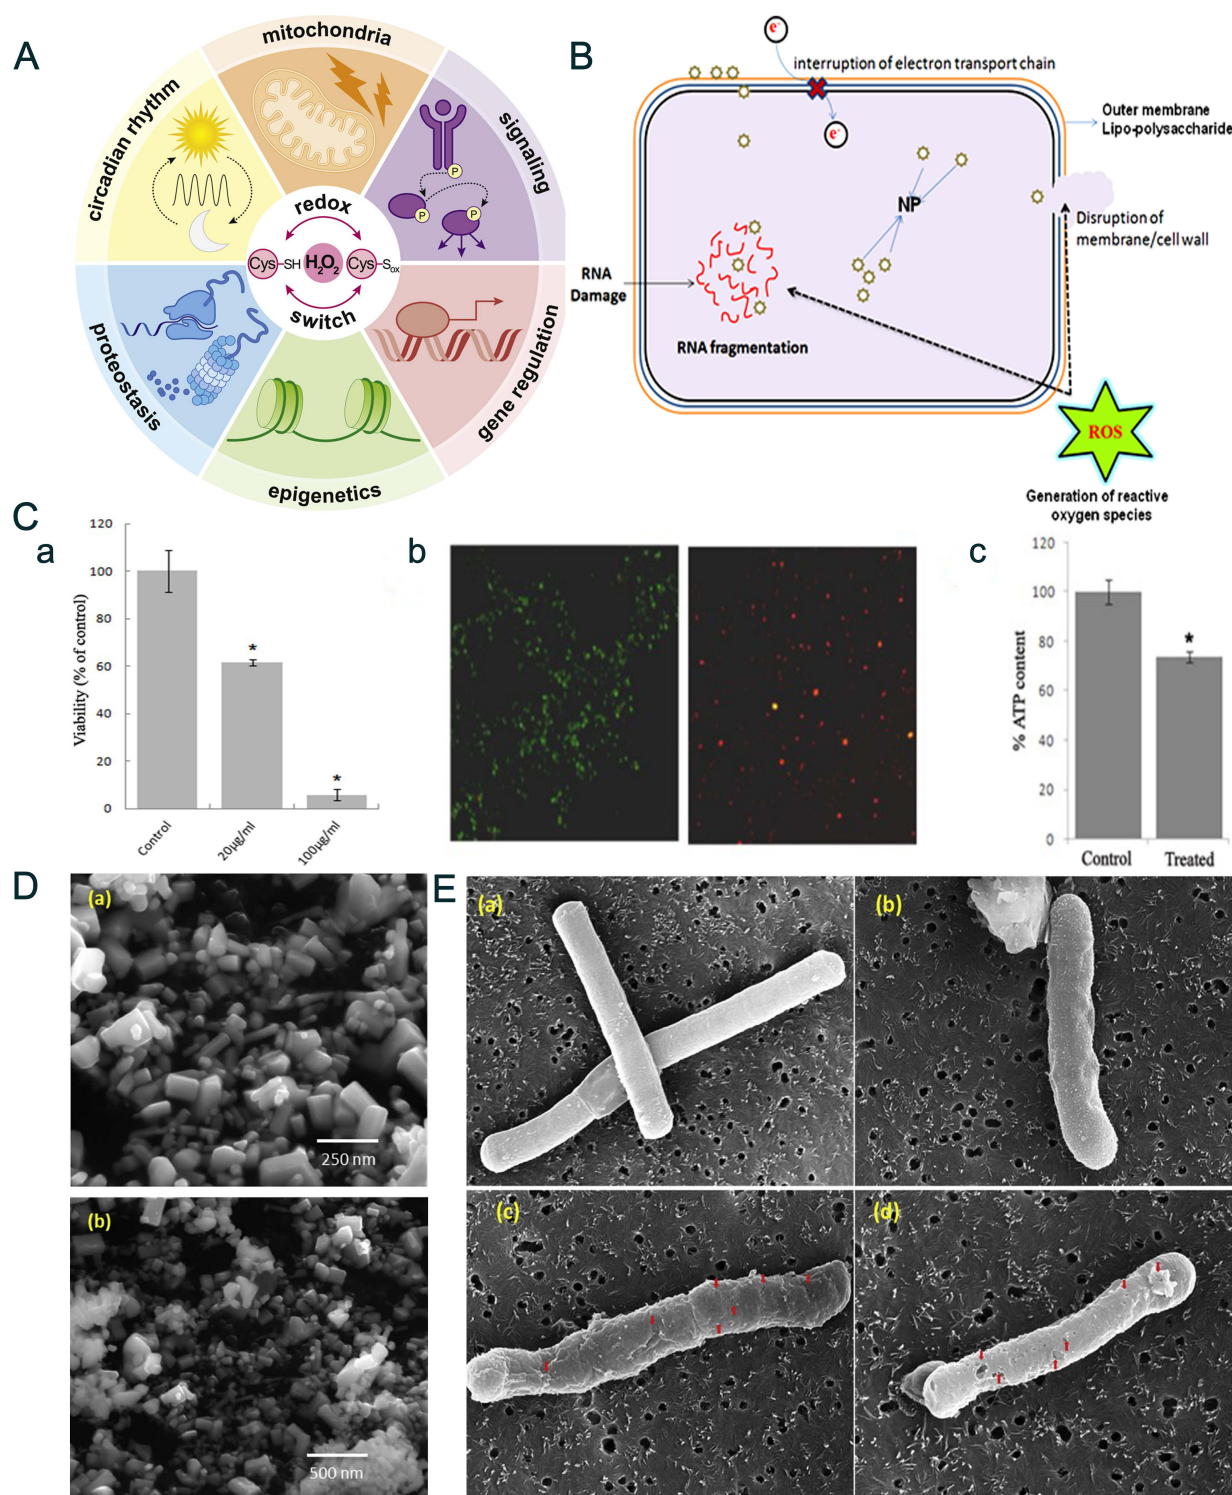 A
mitochondria
signaling
gene regulation
epigenetics
proteostasis
circadian rhythm
P
P
P
redox
Cys SH H2O2 Cys Sox
switch
B
e-
interruption of electron transport chain
e-
Outer membrane
Lipo-polysaccharide
NP
Disruption of
membrane/cell wall
RNA
Damage
RNA fragmentation
ROS
Generation of reactive
oxygen species
C
a
120
100
80
60
40
20
0
Viability (% of control)
*
*
Control
20µg/ml
100µg/ml
b
c
120
100
80
60
40
20
0
% ATP content
*
Control Treated
D
(a)
250 nm
(b)
500 nm
E
(a)
(b)
(c)
(d)